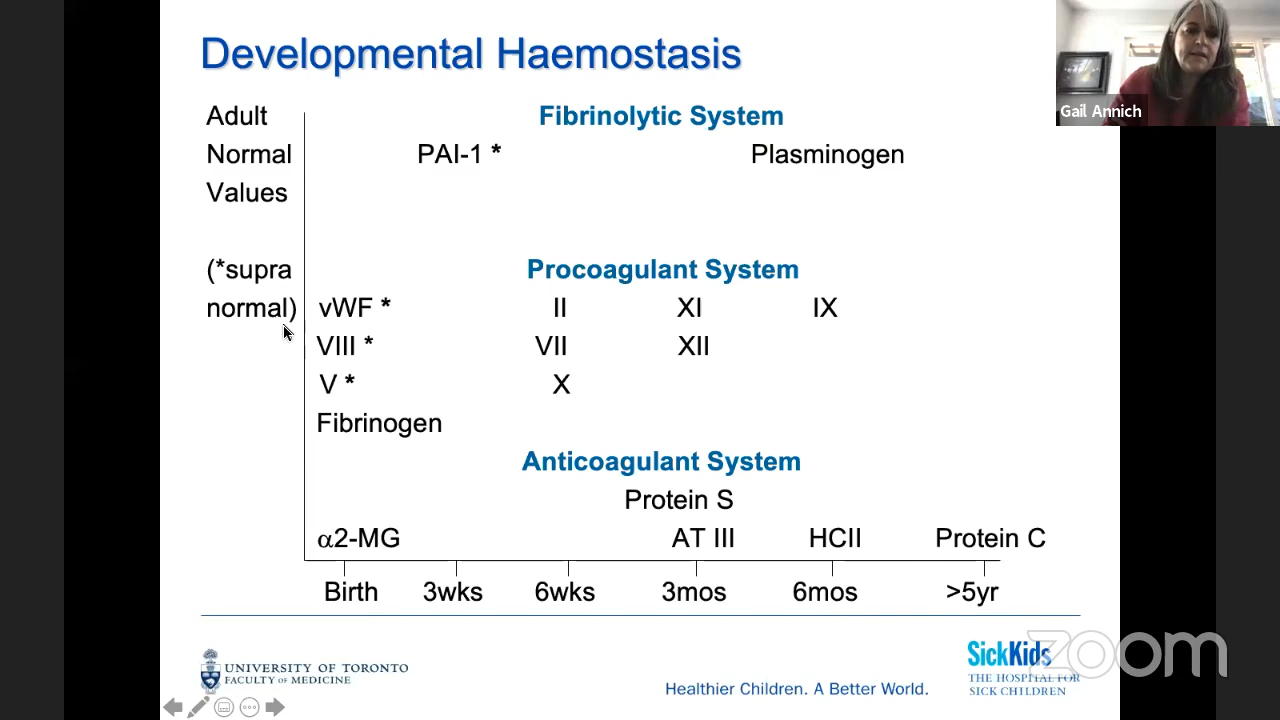 Developmental Haemostasis
Gail Annich
Adult Fibrinolytic System
Normal PAI-1 * Plasminogen
Values
(*supra Procoagulant System
normal) vWF * II XI IX
VIII * VII XII
V * X
Fibrinogen
Anticoagulant System
Protein S
α2-MG AT III HCII Protein C
Birth 3wks 6wks 3mos 6mos >5yr
UNIVERSITY OF TORONTO
FACULTY OF MEDICINE
Healthier Children. A Better World.
SickKids
THE HOSPITAL FOR
SICK CHILDREN
zoom